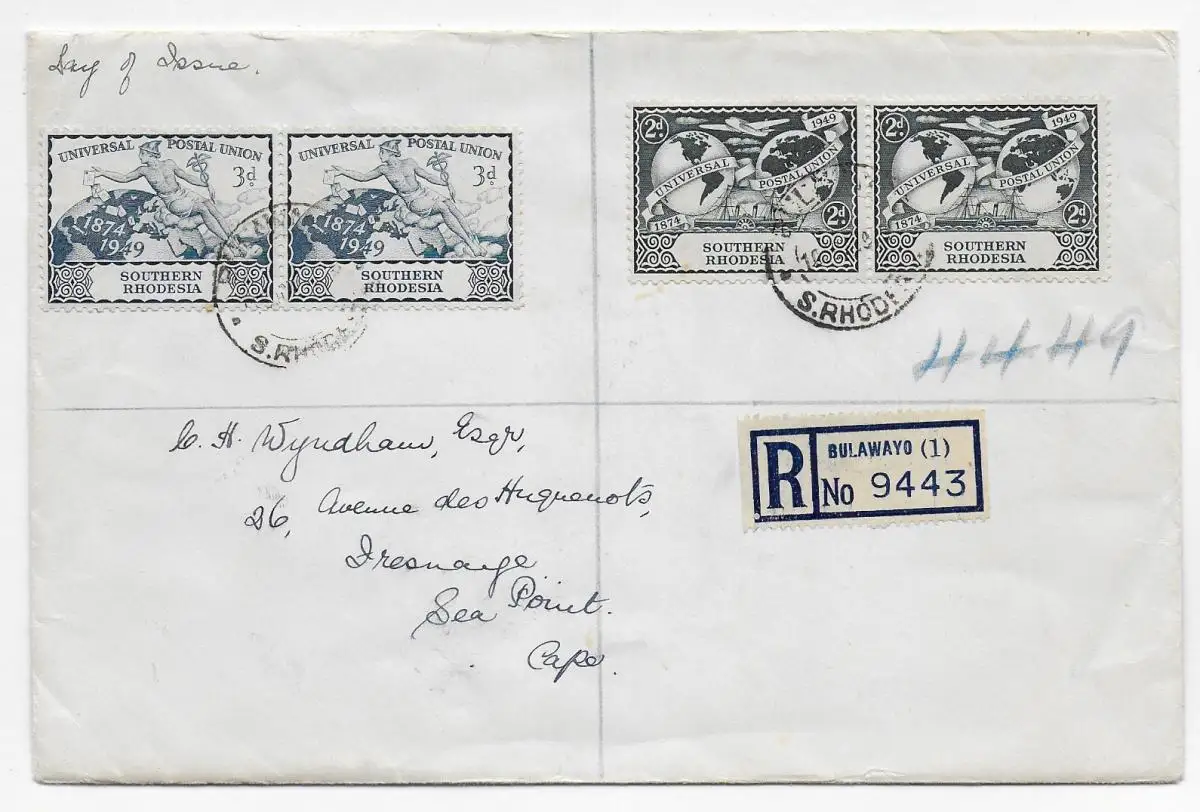 Day of Issue.
UNIVERSAL POSTAL UNION
3d.
1874
1949
SOUTHERN
RHODESIA
UNIVERSAL POSTAL UNION
3d.
1874
1949
SOUTHERN
RHODESIA
2d. 1949
UNIVERSAL POSTAL UNION
1874 2d.
SOUTHERN
RHODESIA
2d. 1949
UNIVERSAL POSTAL UNION
1874 2d.
SOUTHERN
RHODESIA
S.RHODE
4449
C. H. Wyndham, Esqr,
26, Avenue des Huguenots,
Fresnaye
Sea Point.
Cape.
R
BULAWAYO (1)
No 9443